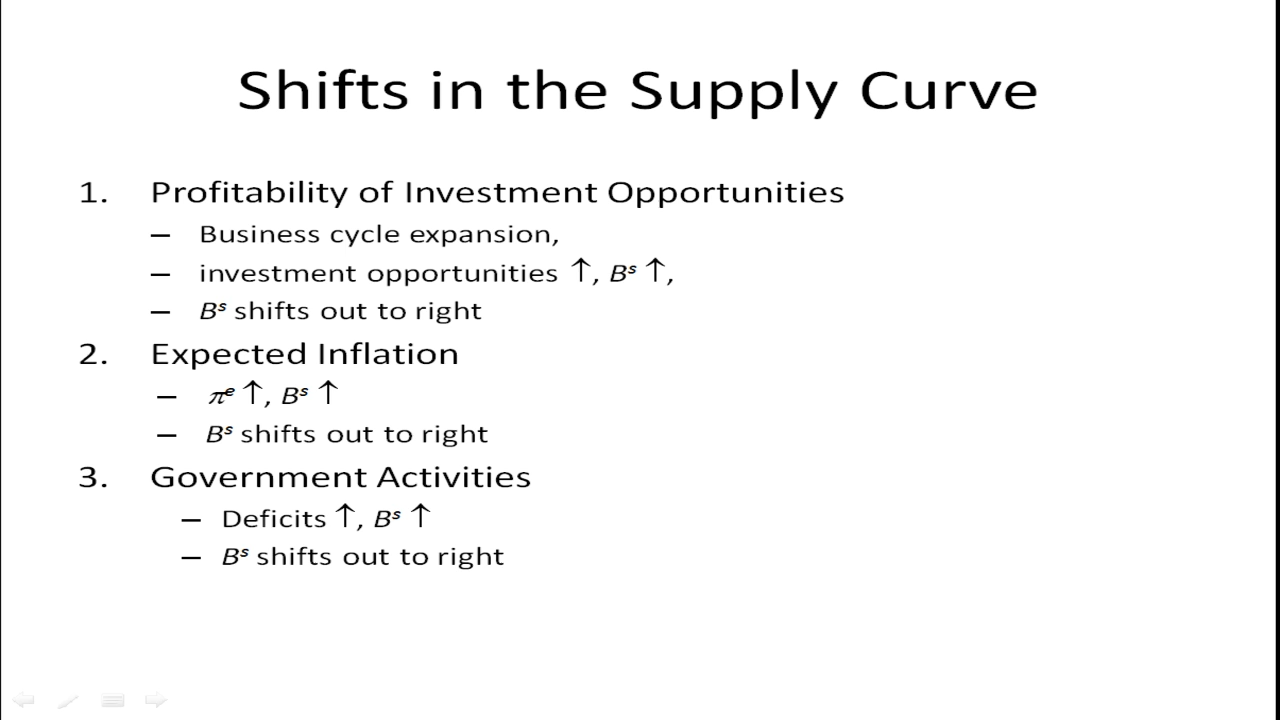 Shifts in the Supply Curve
1. Profitability of Investment Opportunities
– Business cycle expansion,
– investment opportunities ↑, Bˢ ↑,
– Bˢ shifts out to right
2. Expected Inflation
– πᵉ ↑, Bˢ ↑
– Bˢ shifts out to right
3. Government Activities
– Deficits ↑, Bˢ ↑
– Bˢ shifts out to right